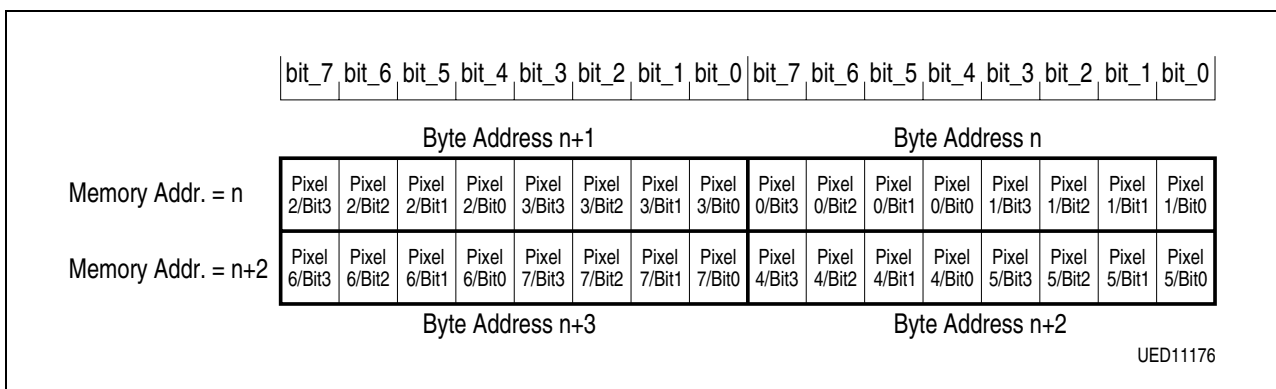 bit_7 bit_6 bit_5 bit_4 bit_3 bit_2 bit_1 bit_0 bit_7 bit_6 bit_5 bit_4 bit_3 bit_2 bit_1 bit_0
Byte Address n+1 Byte Address n
Memory Addr. = n
Pixel Pixel Pixel Pixel Pixel Pixel Pixel Pixel Pixel Pixel Pixel Pixel Pixel Pixel Pixel Pixel
2/Bit3 2/Bit2 2/Bit1 2/Bit0 3/Bit3 3/Bit2 3/Bit1 3/Bit0 0/Bit3 0/Bit2 0/Bit1 0/Bit0 1/Bit3 1/Bit2 1/Bit1 1/Bit0
Memory Addr. = n+2
Pixel Pixel Pixel Pixel Pixel Pixel Pixel Pixel Pixel Pixel Pixel Pixel Pixel Pixel Pixel Pixel
6/Bit3 6/Bit2 6/Bit1 6/Bit0 7/Bit3 7/Bit2 7/Bit1 7/Bit0 4/Bit3 4/Bit2 4/Bit1 4/Bit0 5/Bit3 5/Bit2 5/Bit1 5/Bit0
Byte Address n+3 Byte Address n+2
UED11176